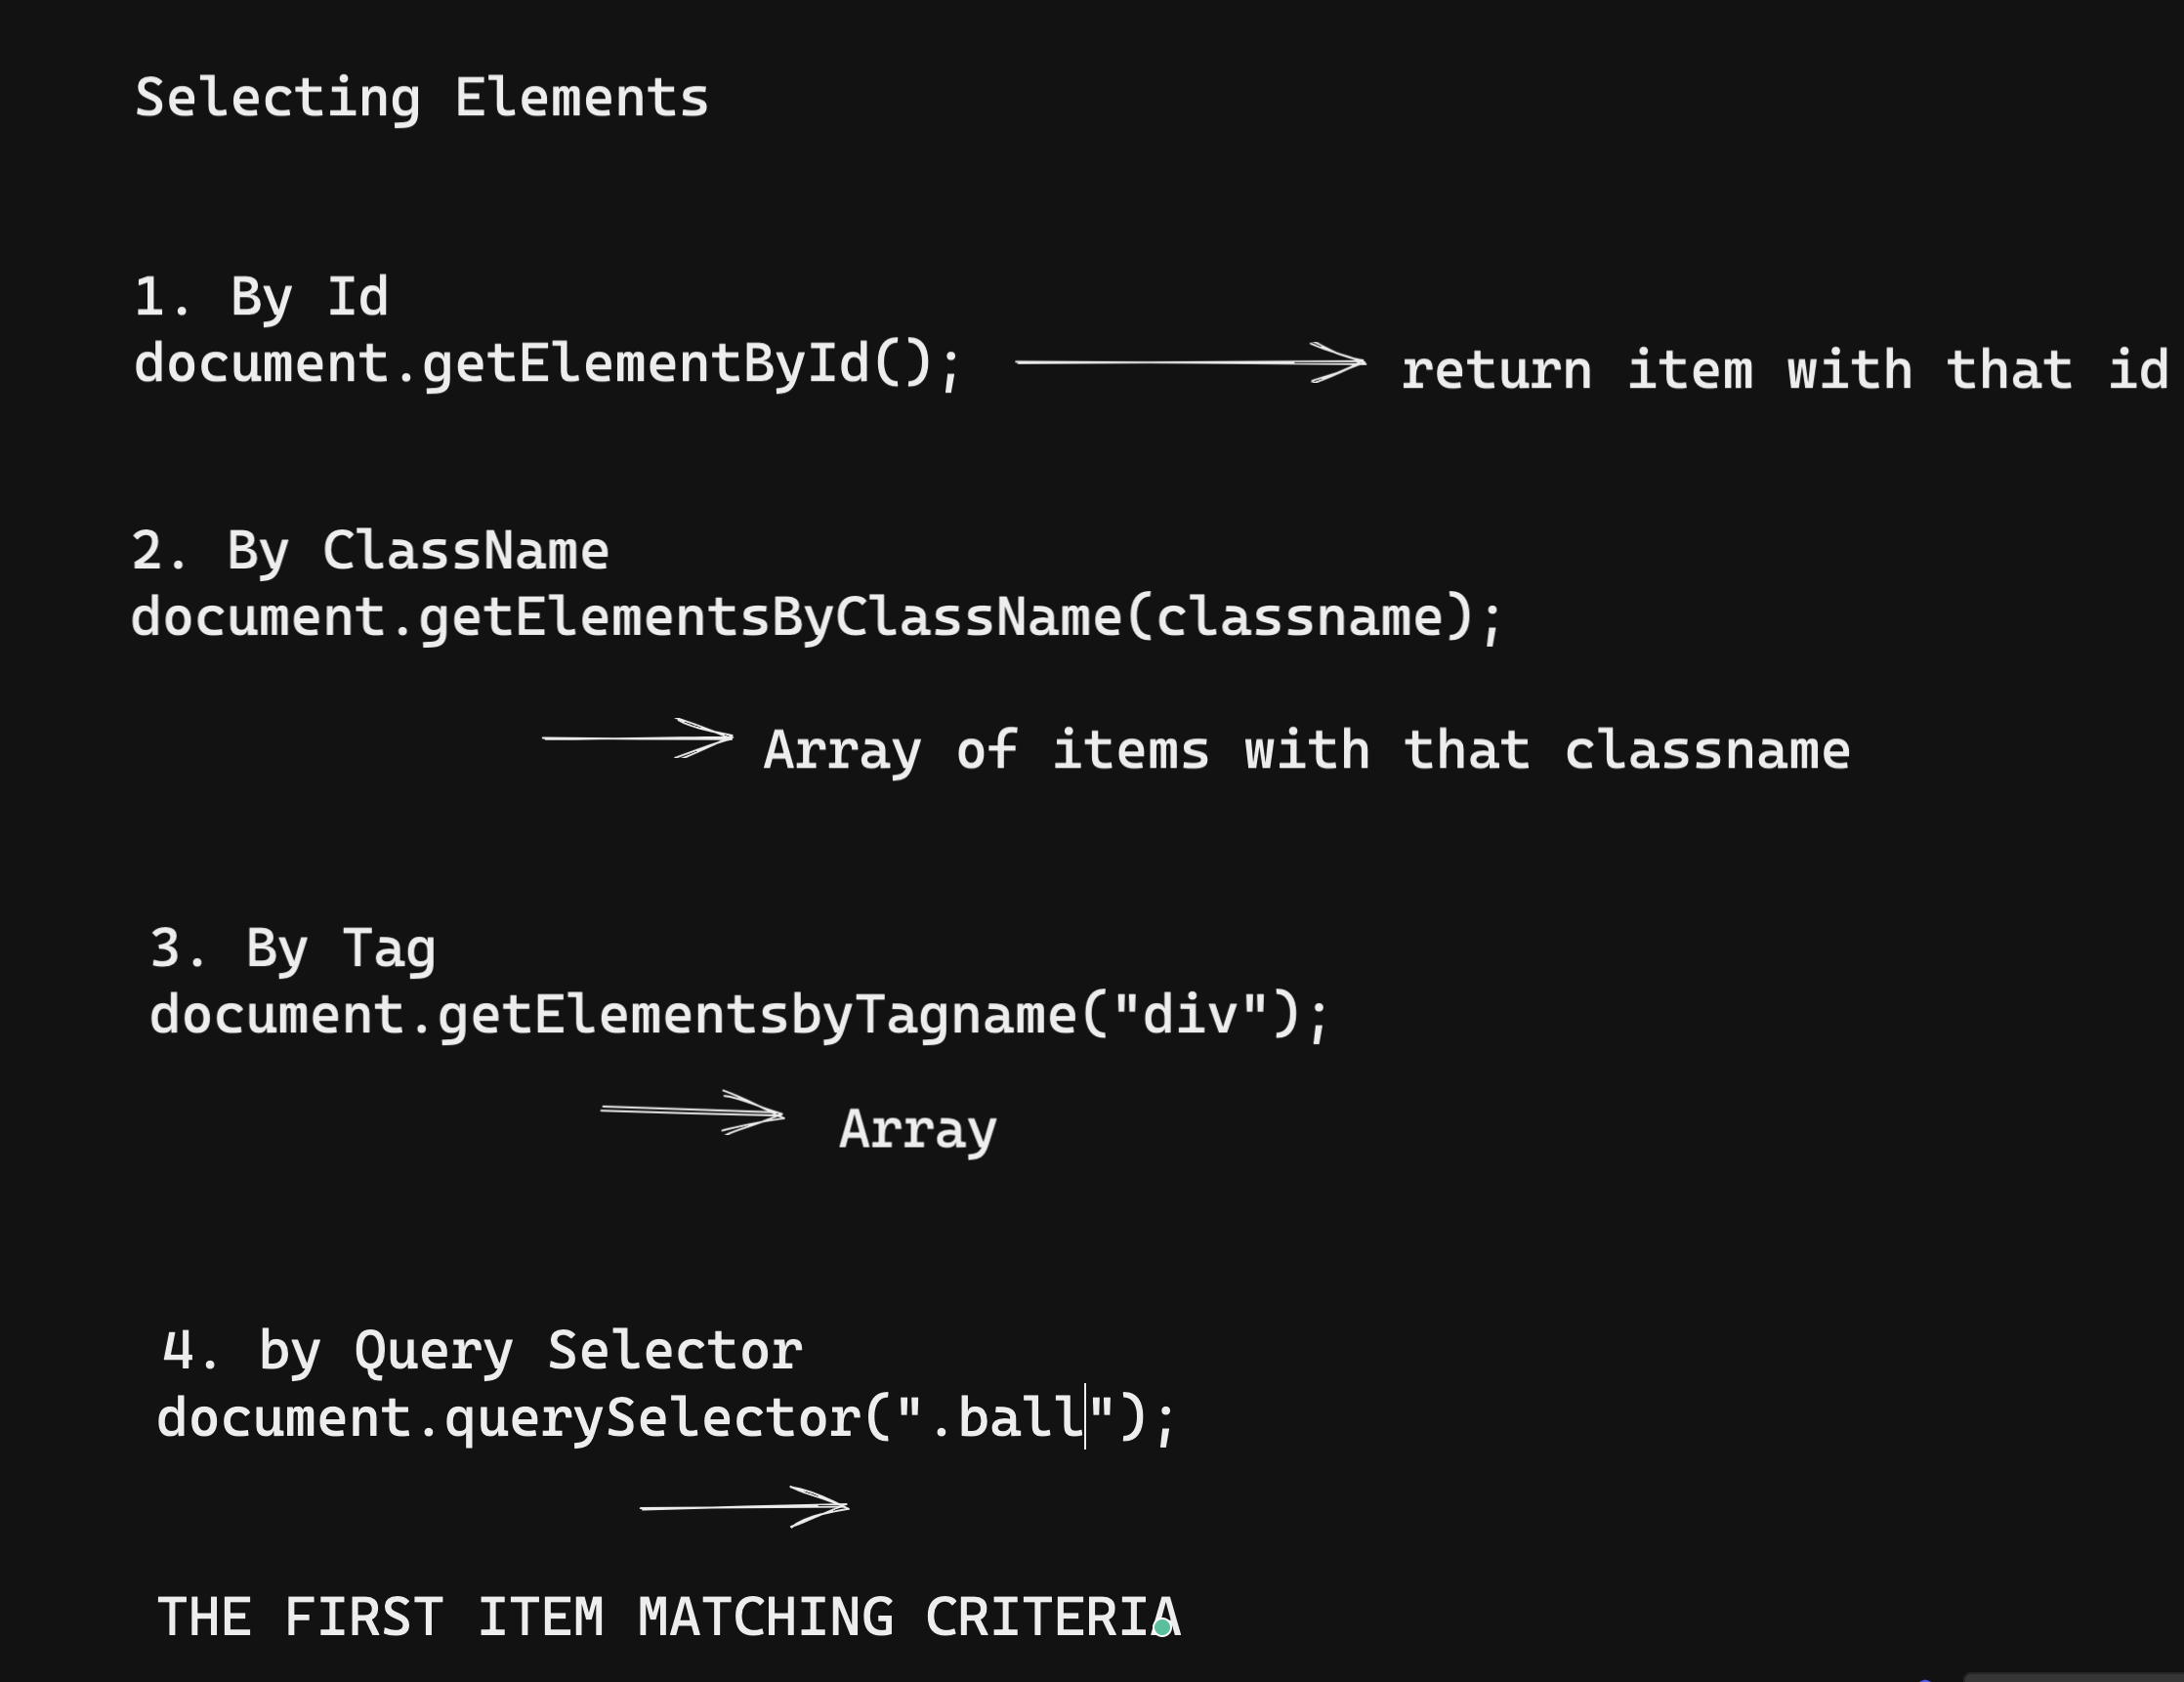 Selecting Elements
1. By Id
document.getElementById();
return item with that id
2. By ClassName
document.getElementsByClassName(classname);
Array of items with that classname
3. By Tag
document.getElementsbyTagname("div");
Array
4. by Query Selector
document.querySelector(".ball");
THE FIRST ITEM MATCHING CRITERIA